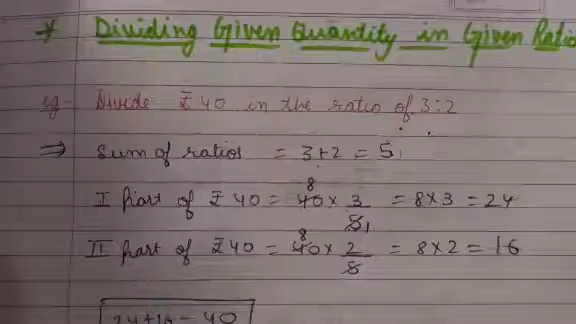 * Dividing Given Quantity in Given Ratio
eg- Divide ₹40 in the ratio of 3:2
⇒ Sum of ratios = 3+2 = 5
I part of ₹40 = 40 × 3/5 = 8×3 = 24
II part of ₹40 = 40 × 2/5 = 8×2 = 16
24+16 = 40